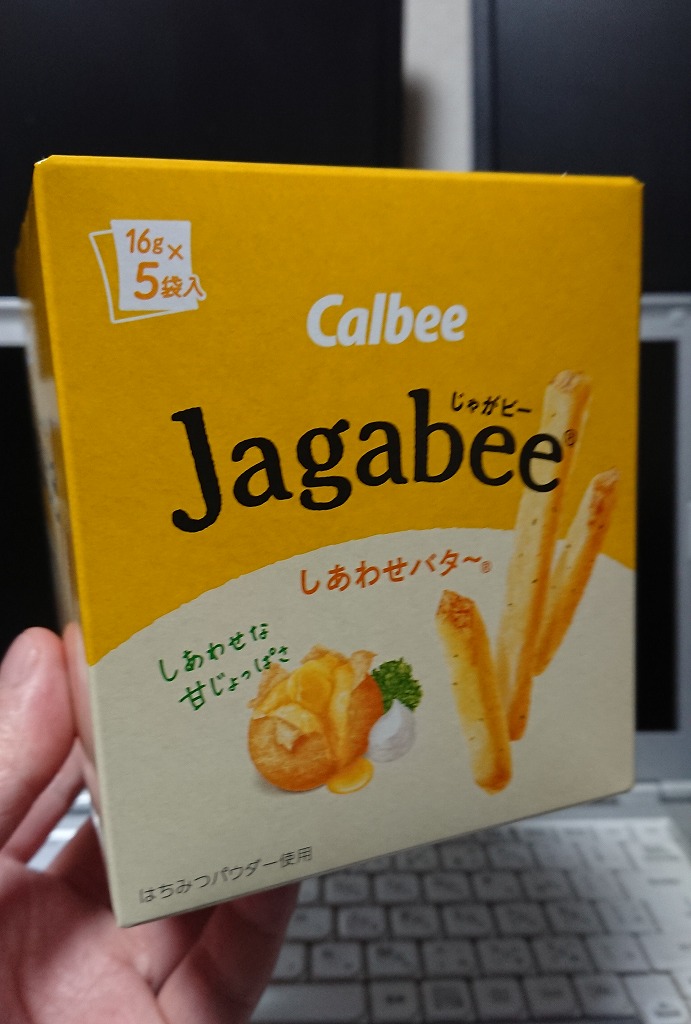 16g×
5袋入
Calbee
じゃがビー
Jagabee®
しあわせバタ～®
しあわせな
甘じょっぱさ
はちみつパウダー使用